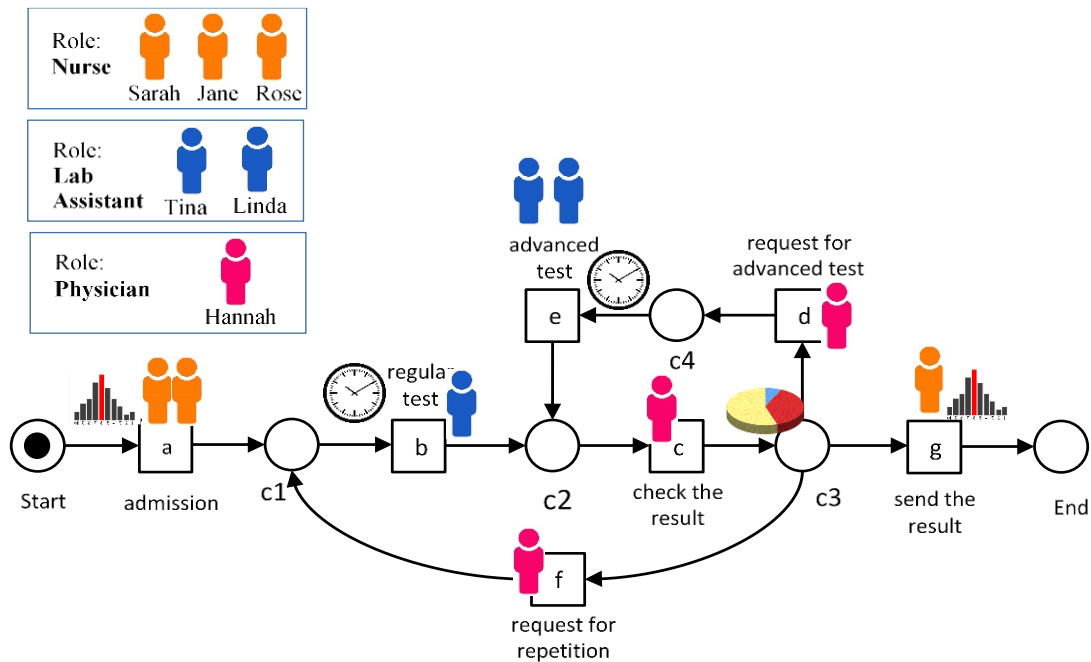 Role:
Nurse
Sarah Jane Rose
Role:
Lab
Assistant
Tina Linda
Role:
Physician
Hannah
advanced
test
request for
advanced test
e
d
c4
regular
test
a
b
c
g
Start
admission
c1
c2
check the
result
c3
send the
result
End
f
request for
repetition